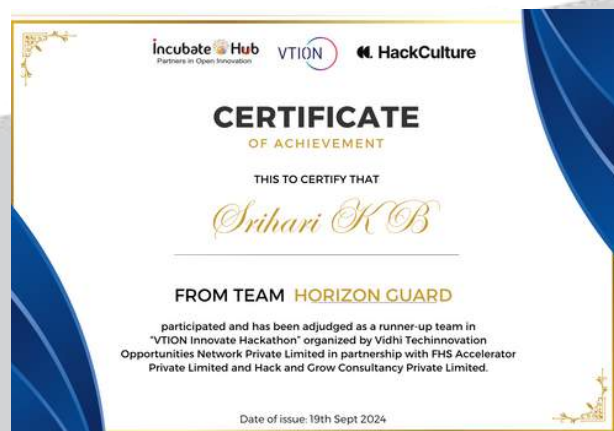 Incubate Hub
Partners in Open Innovation
VTION
HackCulture
CERTIFICATE
OF ACHIEVEMENT
THIS TO CERTIFY THAT
Srihari K B
FROM TEAM HORIZON GUARD
participated and has been adjudged as a runner-up team in
"VTION Innovate Hackathon" organized by Vidhi Techinnovation
Opportunities Network Private Limited in partnership with FHS Accelerator
Private Limited and Hack and Grow Consultancy Private Limited.
Date of issue: 19th Sept 2024